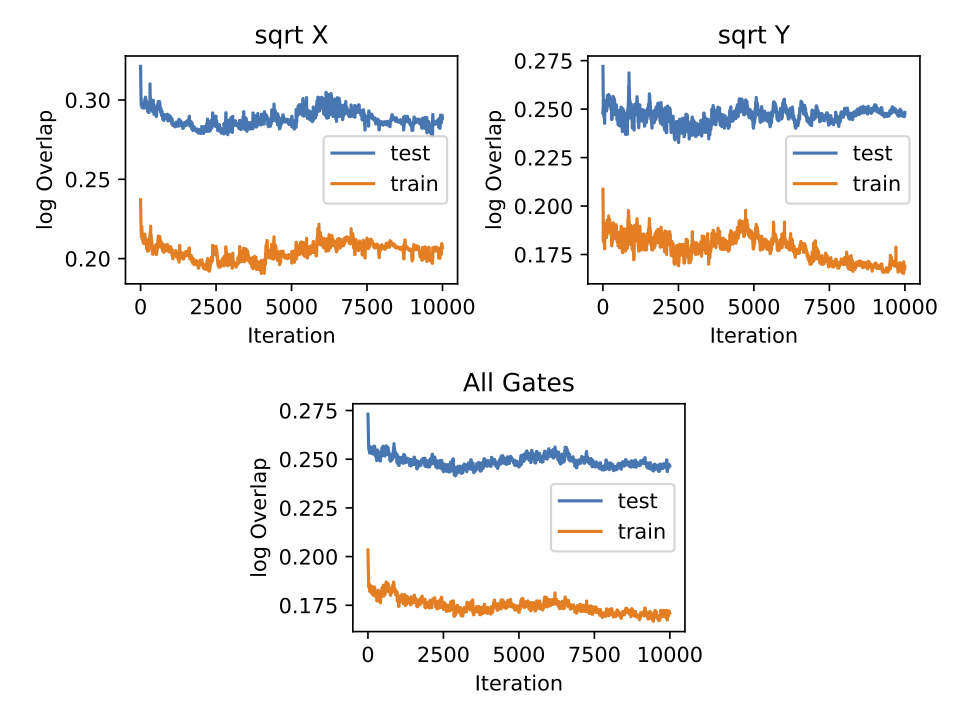 sqrt X
log Overlap
0.30
0.25
0.20
test
train
0
2500
5000
7500
10000
Iteration
sqrt Y
log Overlap
0.275
0.250
0.225
0.200
0.175
test
train
0
2500
5000
7500
10000
Iteration
All Gates
log Overlap
0.275
0.250
0.225
0.200
0.175
test
train
0
2500
5000
7500
10000
Iteration